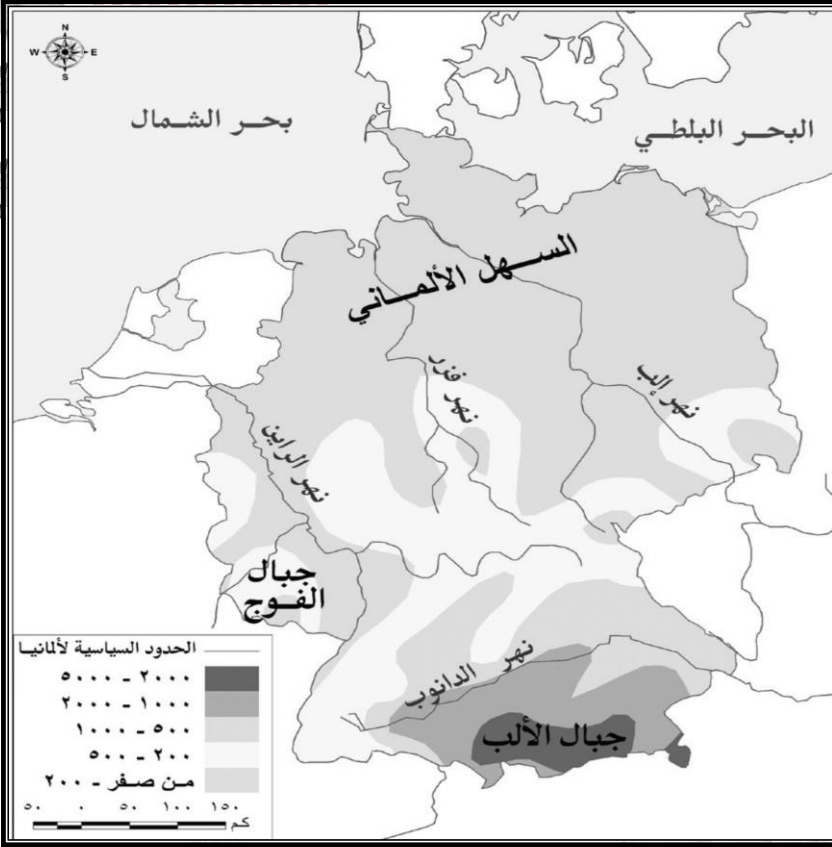 N
W E
S
بحر الشمال
البحر البلطي
السهل الألماني
نهر فزر
نهر إلب
نهر الراين
جبال
الفوج
نهر الدانوب
جبال الألب
الحدود السياسية لألمانيا
٢٠٠٠ - ٥٠٠٠
١٠٠٠ - ٢٠٠٠
٥٠٠ - ١٠٠٠
٢٠٠ - ٥٠٠
من صفر - ٢٠٠
٥٠ ٠ ٥٠ ١٠٠ ١٥٠
كم